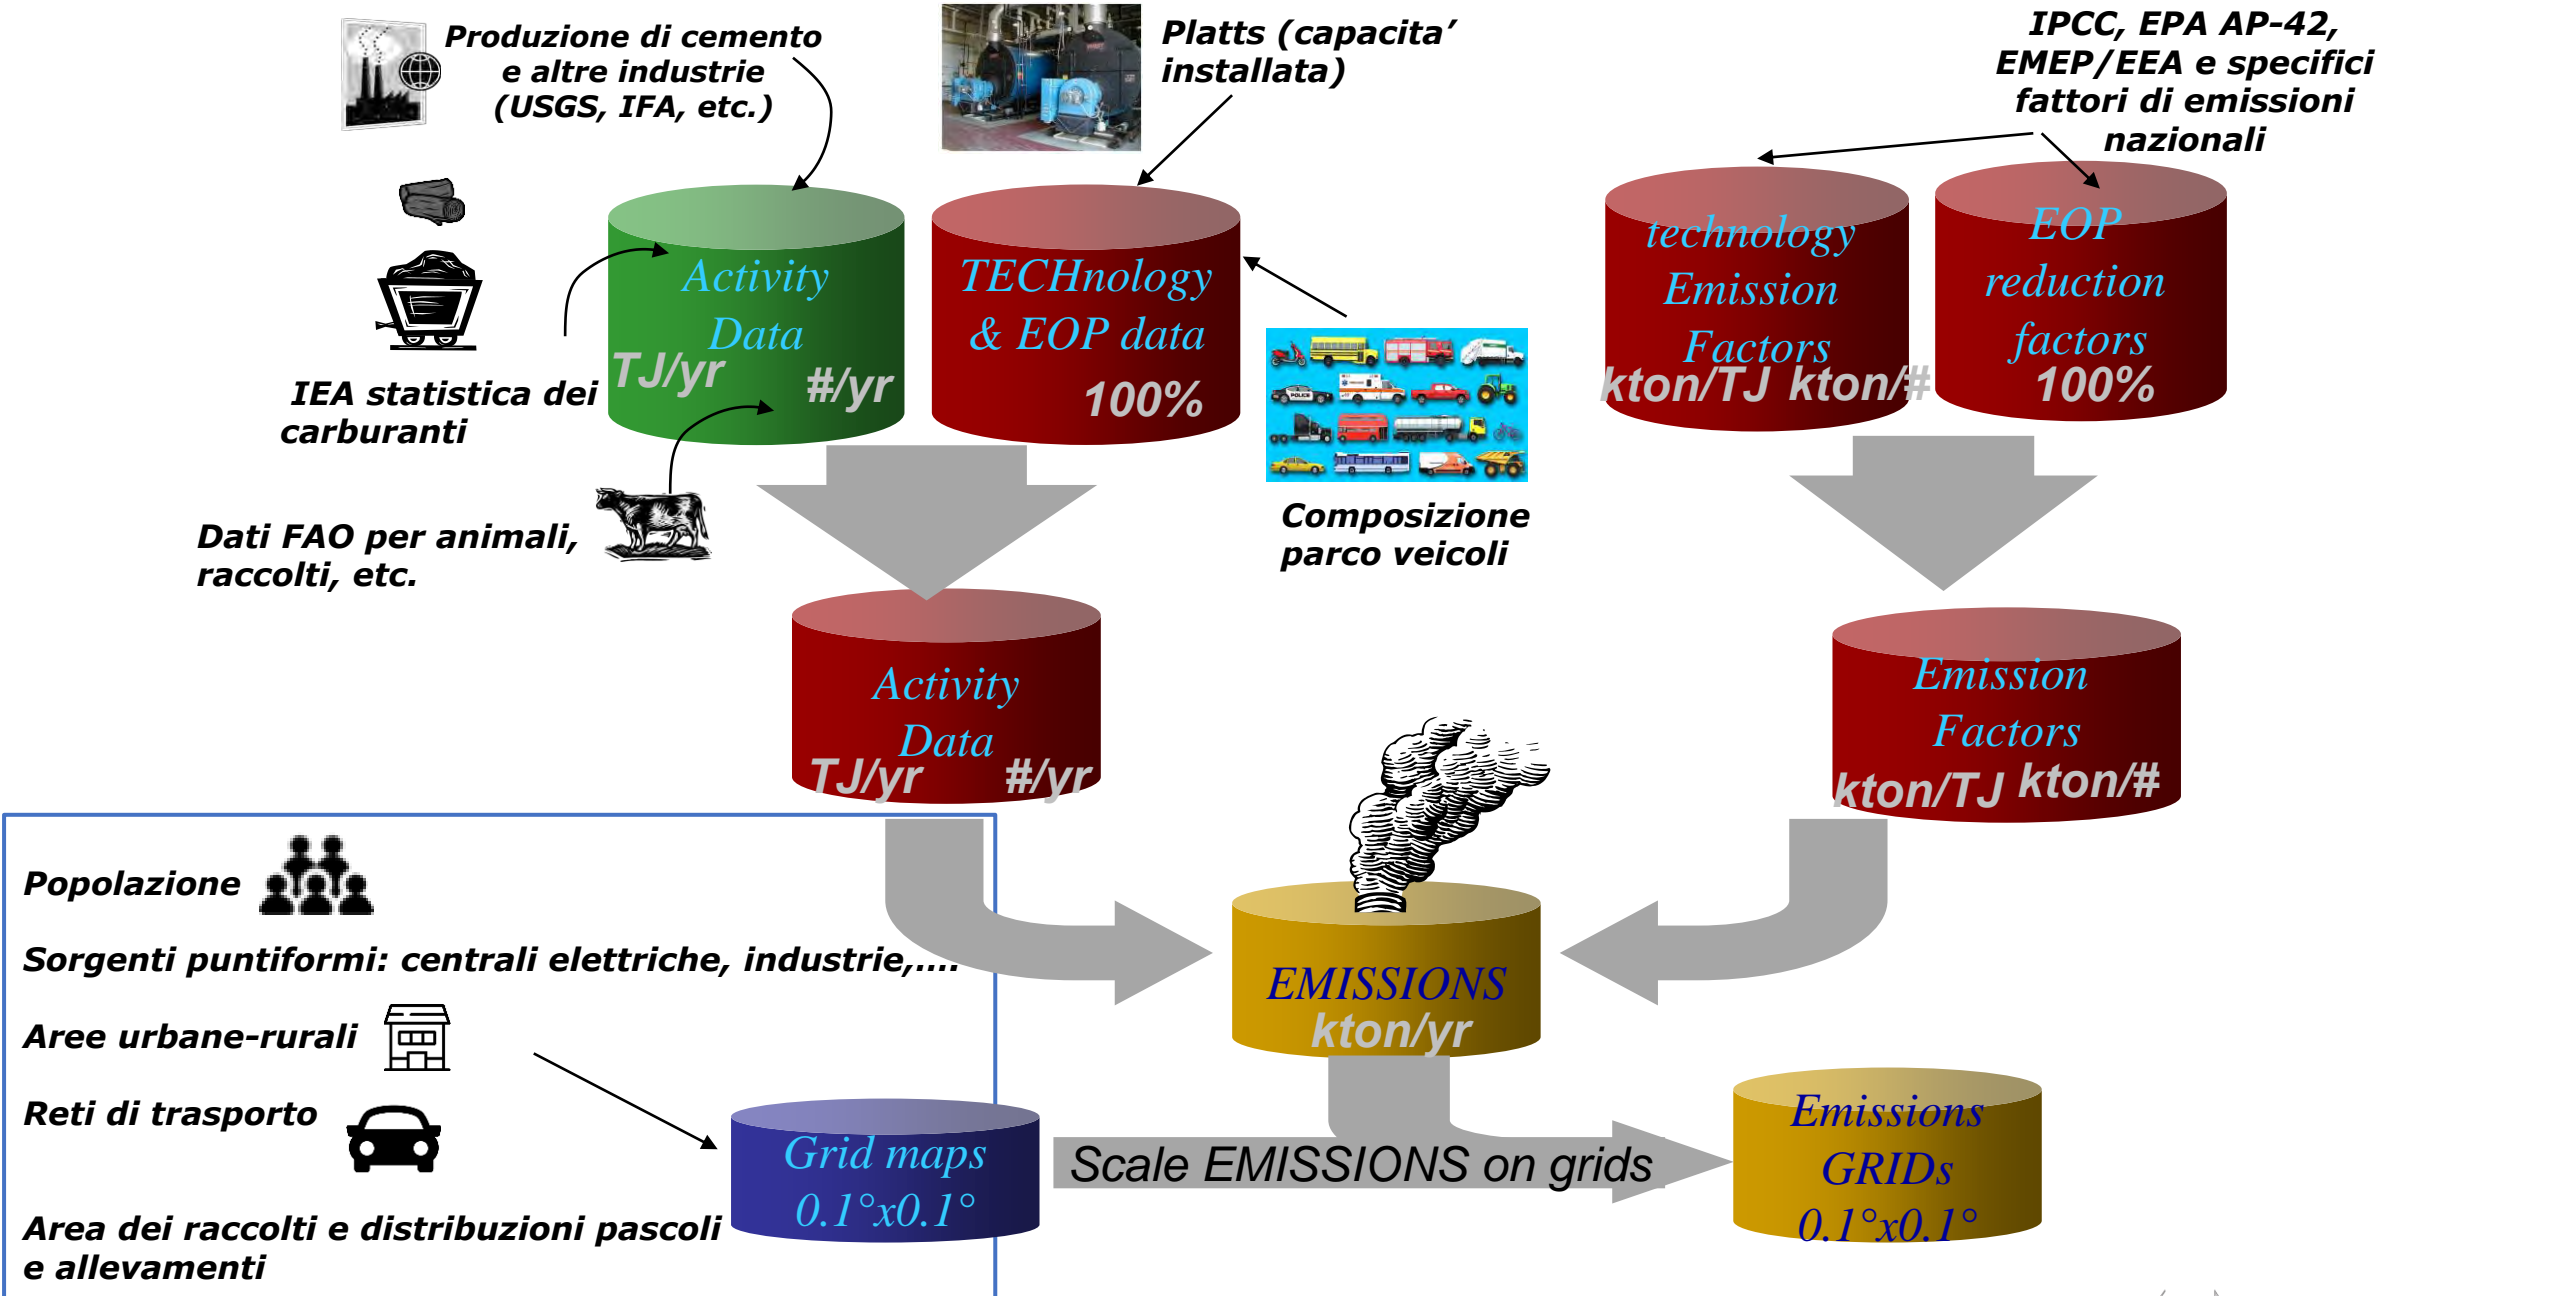 Produzione di cemento
e altre industrie
(USGS, IFA, etc.)
Platts (capacita’
installata)
IPCC, EPA AP-42,
EMEP/EEA e specifici
fattori di emissioni
nazionali
Activity
Data
TJ/yr #/yr
TECHnology
& EOP data
100%
technology
Emission
Factors
kton/TJ kton/#
EOP
reduction
factors
100%
IEA statistica dei
carburanti
Dati FAO per animali,
raccolti, etc.
Composizione
parco veicoli
Activity
Data
TJ/yr #/yr
Emission
Factors
kton/TJ kton/#
Popolazione
Sorgenti puntiformi: centrali elettriche, industrie,....
Aree urbane-rurali
Reti di trasporto
Area dei raccolti e distribuzioni pascoli
e allevamenti
EMISSIONS
kton/yr
Grid maps
0.1°x0.1°
Scale EMISSIONS on grids
Emissions
GRIDs
0.1°x0.1°